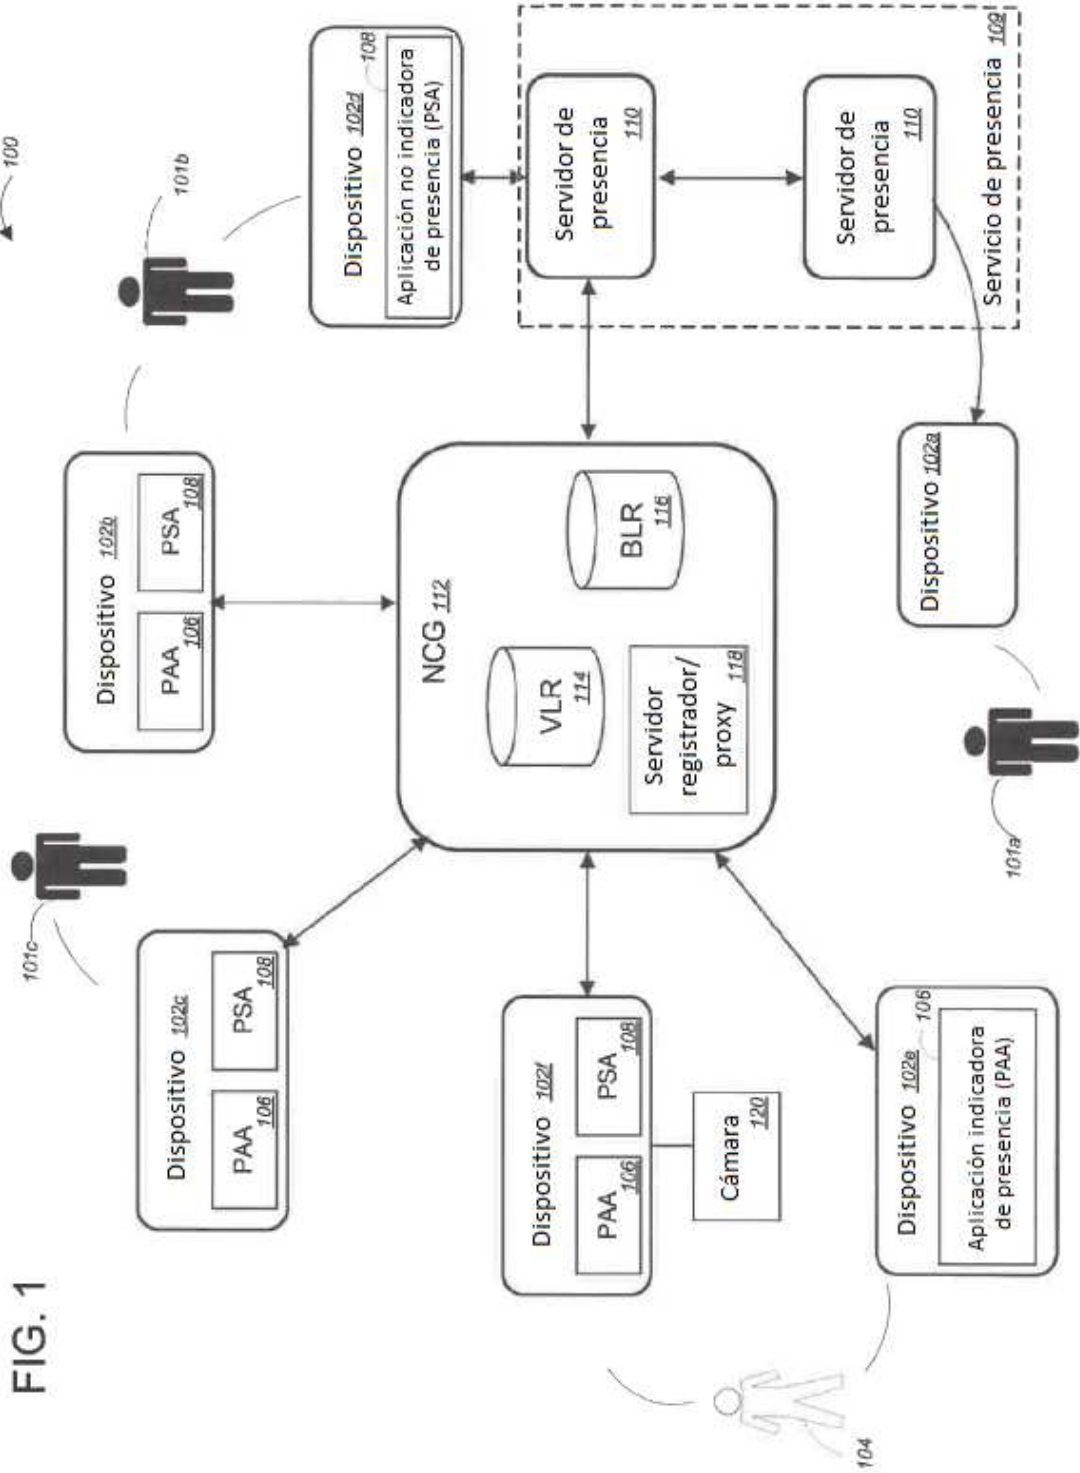 FIG. 1
100
101c
101b
Dispositivo 102b
PAA
106
PSA
108
Dispositivo 102c
PAA
106
PSA
108
Dispositivo 102d
108
Aplicación no indicadora
de presencia (PSA)
NCG 112
VLR
114
BLR
116
Servidor
registrador/
proxy
118
Dispositivo 102f
PAA
106
PSA
108
Cámara
120
Servidor de
presencia
110
Servidor de
presencia
110
Servicio de presencia 109
104
Dispositivo 102e
106
Aplicación indicadora
de presencia (PAA)
101a
Dispositivo 102a